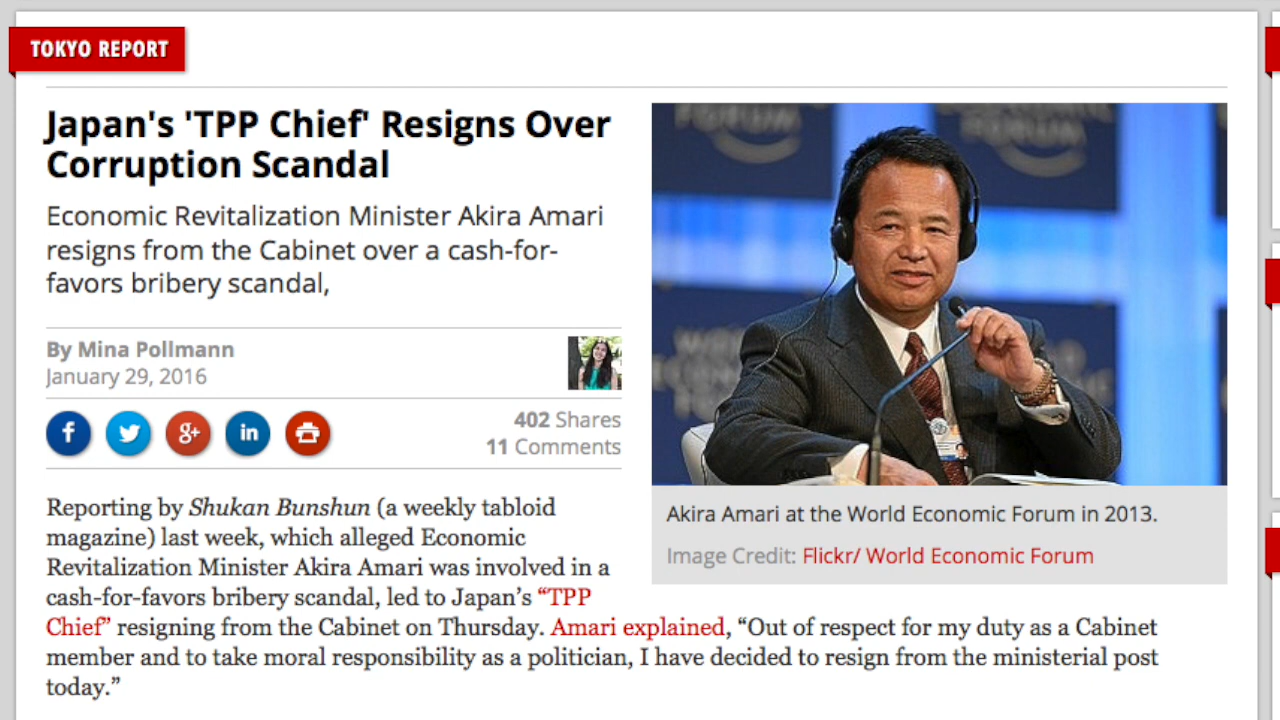 TOKYO REPORT
Japan's 'TPP Chief' Resigns Over
Corruption Scandal
Economic Revitalization Minister Akira Amari
resigns from the Cabinet over a cash-for-
favors bribery scandal,
By Mina Pollmann
January 29, 2016
f
g+
in
402 Shares
11 Comments
FORUM
FORUM
Akira Amari at the World Economic Forum in 2013.
Image Credit: Flickr/ World Economic Forum
Reporting by Shukan Bunshun (a weekly tabloid
magazine) last week, which alleged Economic
Revitalization Minister Akira Amari was involved in a
cash-for-favors bribery scandal, led to Japan’s “TPP
Chief” resigning from the Cabinet on Thursday. Amari explained, “Out of respect for my duty as a Cabinet
member and to take moral responsibility as a politician, I have decided to resign from the ministerial post
today.”